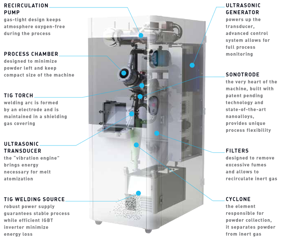 RECIRCULATION
PUMP
gas-tight design keeps
atmosphere oxygen-free
during the process
PROCESS CHAMBER
designed to minimize
powder left and keep
compact size of the machine
TIG TORCH
welding arc is formed
by an electrode and is
maintained in a shielding
gas covering
ULTRASONIC
TRANSDUCER
the "vibration engine"
brings energy
necessary for melt
atomization
TIG WELDING SOURCE
robust power supply
guarantees stable process
while efficient IGBT
inverter minimize
energy loss
ULTRASONIC
GENERATOR
powers up the
transducer,
advanced control
system allows for
full process
monitoring
SONOTRODE
the very heart of
the machine, built with
patent pending
technology and
state-of-the-art
nanoalloys,
provides unique
process flexibility
FILTERS
designed to remove
excessive fumes
and allows to
recirculate inert gas
CYCLONE
the element
responsible for
powder collection,
it separates powder
from inert gas